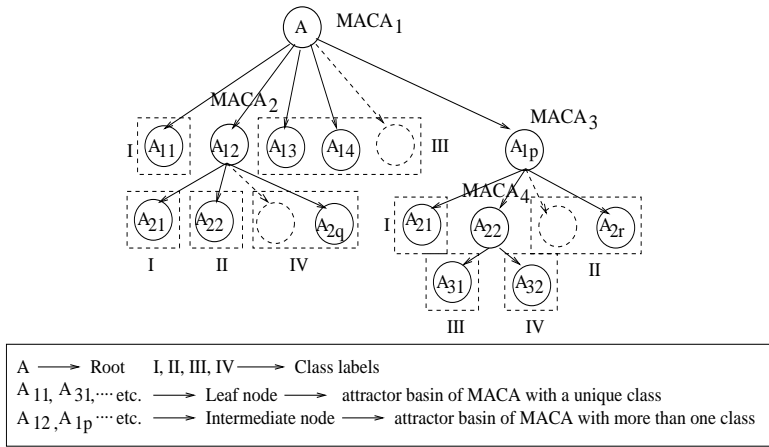 A MACA1
MACA2
MACA3
I A11 A12 A13 A14 III A1p
MACA4
A21 A22 A2q I A21 A22 A2r
I II IV II
A31 A32
III IV
A → Root I, II, III, IV → Class labels
A11, A31, ···· etc. → Leaf node → attractor basin of MACA with a unique class
A12 , A1p ···· etc. → Intermediate node → attractor basin of MACA with more than one class